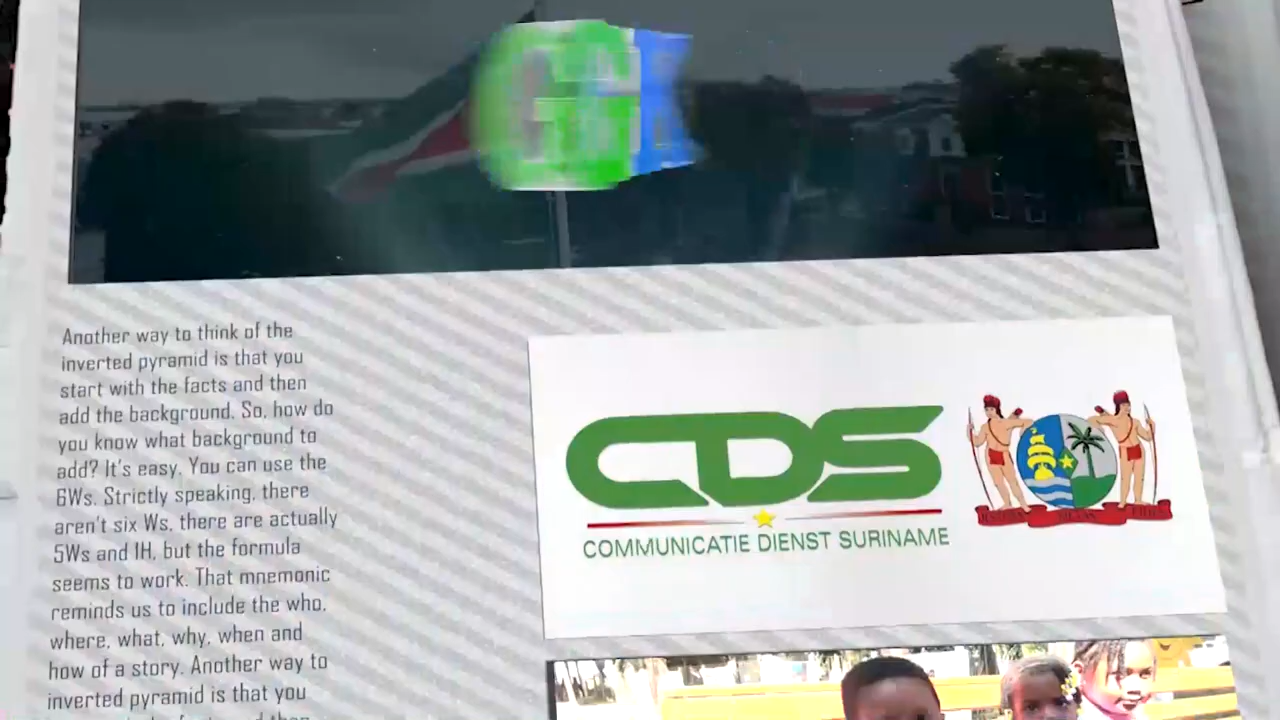 Another way to think of the
inverted pyramid is that you
start with the facts and then
add the background. So, how do
you know what background to
add? It's easy. You can use the
6Ws. Strictly speaking, there
aren't six Ws, there are actually
5Ws and 1H, but the formula
seems to work. That mnemonic
reminds us to include the who,
where, what, why, when and
how of a story. Another way to
inverted pyramid is that you
CDS
COMMUNICATIE DIENST SURINAME